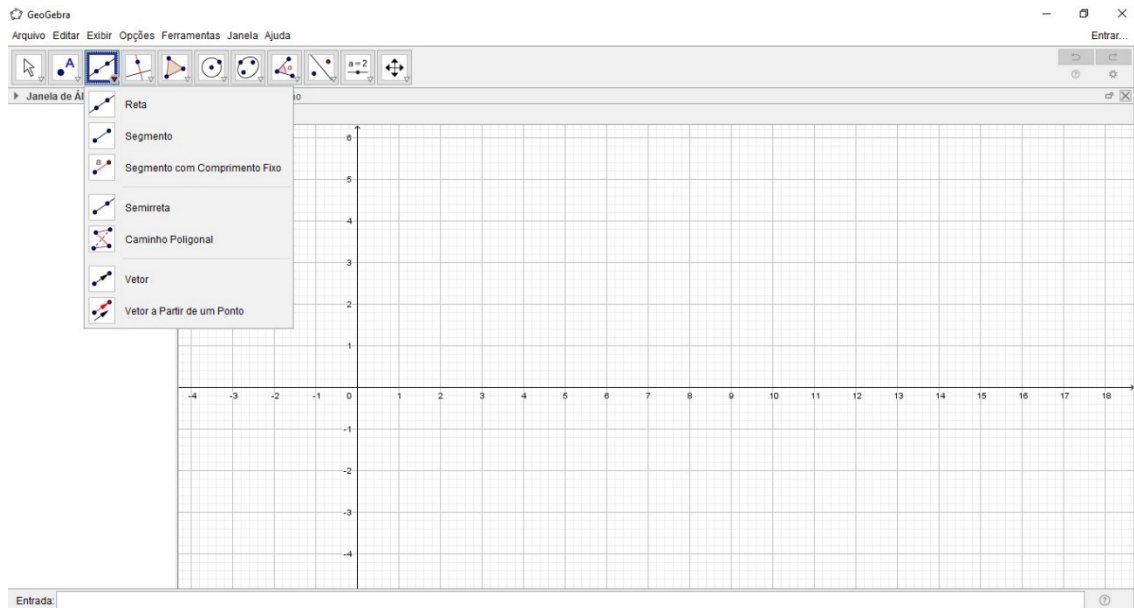 GeoGebra
Arquivo Editar Exibir Opções Ferramentas Janela Ajuda
Entrar...
A
a=2
Janela de Ál
Reta
Segmento
a
Segmento com Comprimento Fixo
Semirreta
Caminho Poligonal
Vetor
Vetor a Partir de um Ponto
6
5
4
3
2
1
-4 -3 -2 -1 0 1 2 3 4 5 6 7 8 9 10 11 12 13 14 15 16 17 18
-1
-2
-3
-4
Entrada: